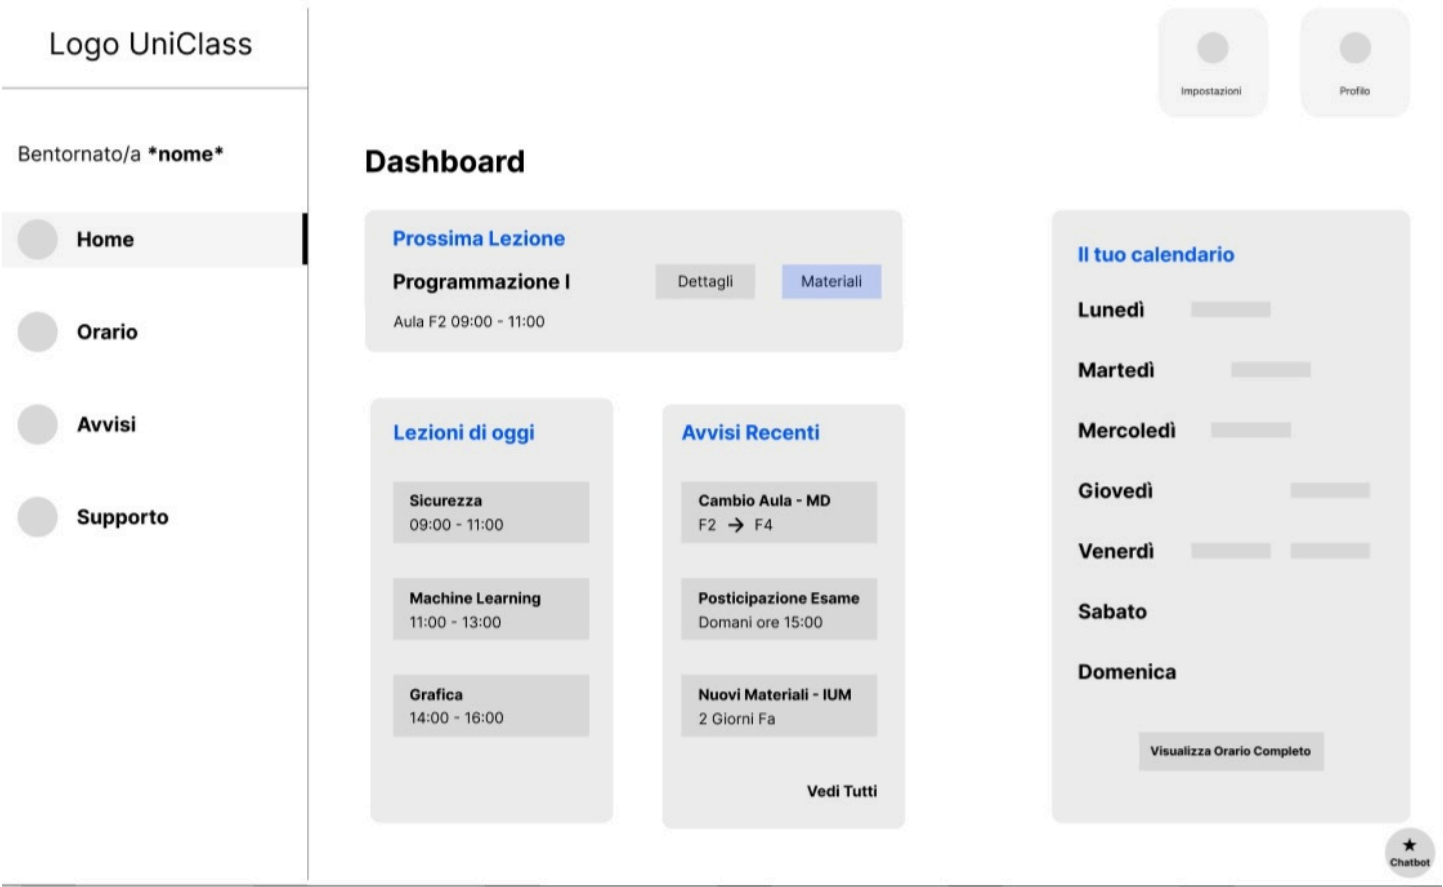 Logo UniClass
Bentornato/a *nome*
Home
Orario
Avvisi
Supporto
Impostazioni
Profilo
Dashboard
Prossima Lezione
Programmazione I
Dettagli
Materiali
Aula F2 09:00 - 11:00
Lezioni di oggi
Sicurezza
09:00 - 11:00
Machine Learning
11:00 - 13:00
Grafica
14:00 - 16:00
Avvisi Recenti
Cambio Aula - MD
F2 → F4
Posticipazione Esame
Domani ore 15:00
Nuovi Materiali - IUM
2 Giorni Fa
Vedi Tutti
Il tuo calendario
Lunedì
Martedì
Mercoledì
Giovedì
Venerdì
Sabato
Domenica
Visualizza Orario Completo
Chatbot